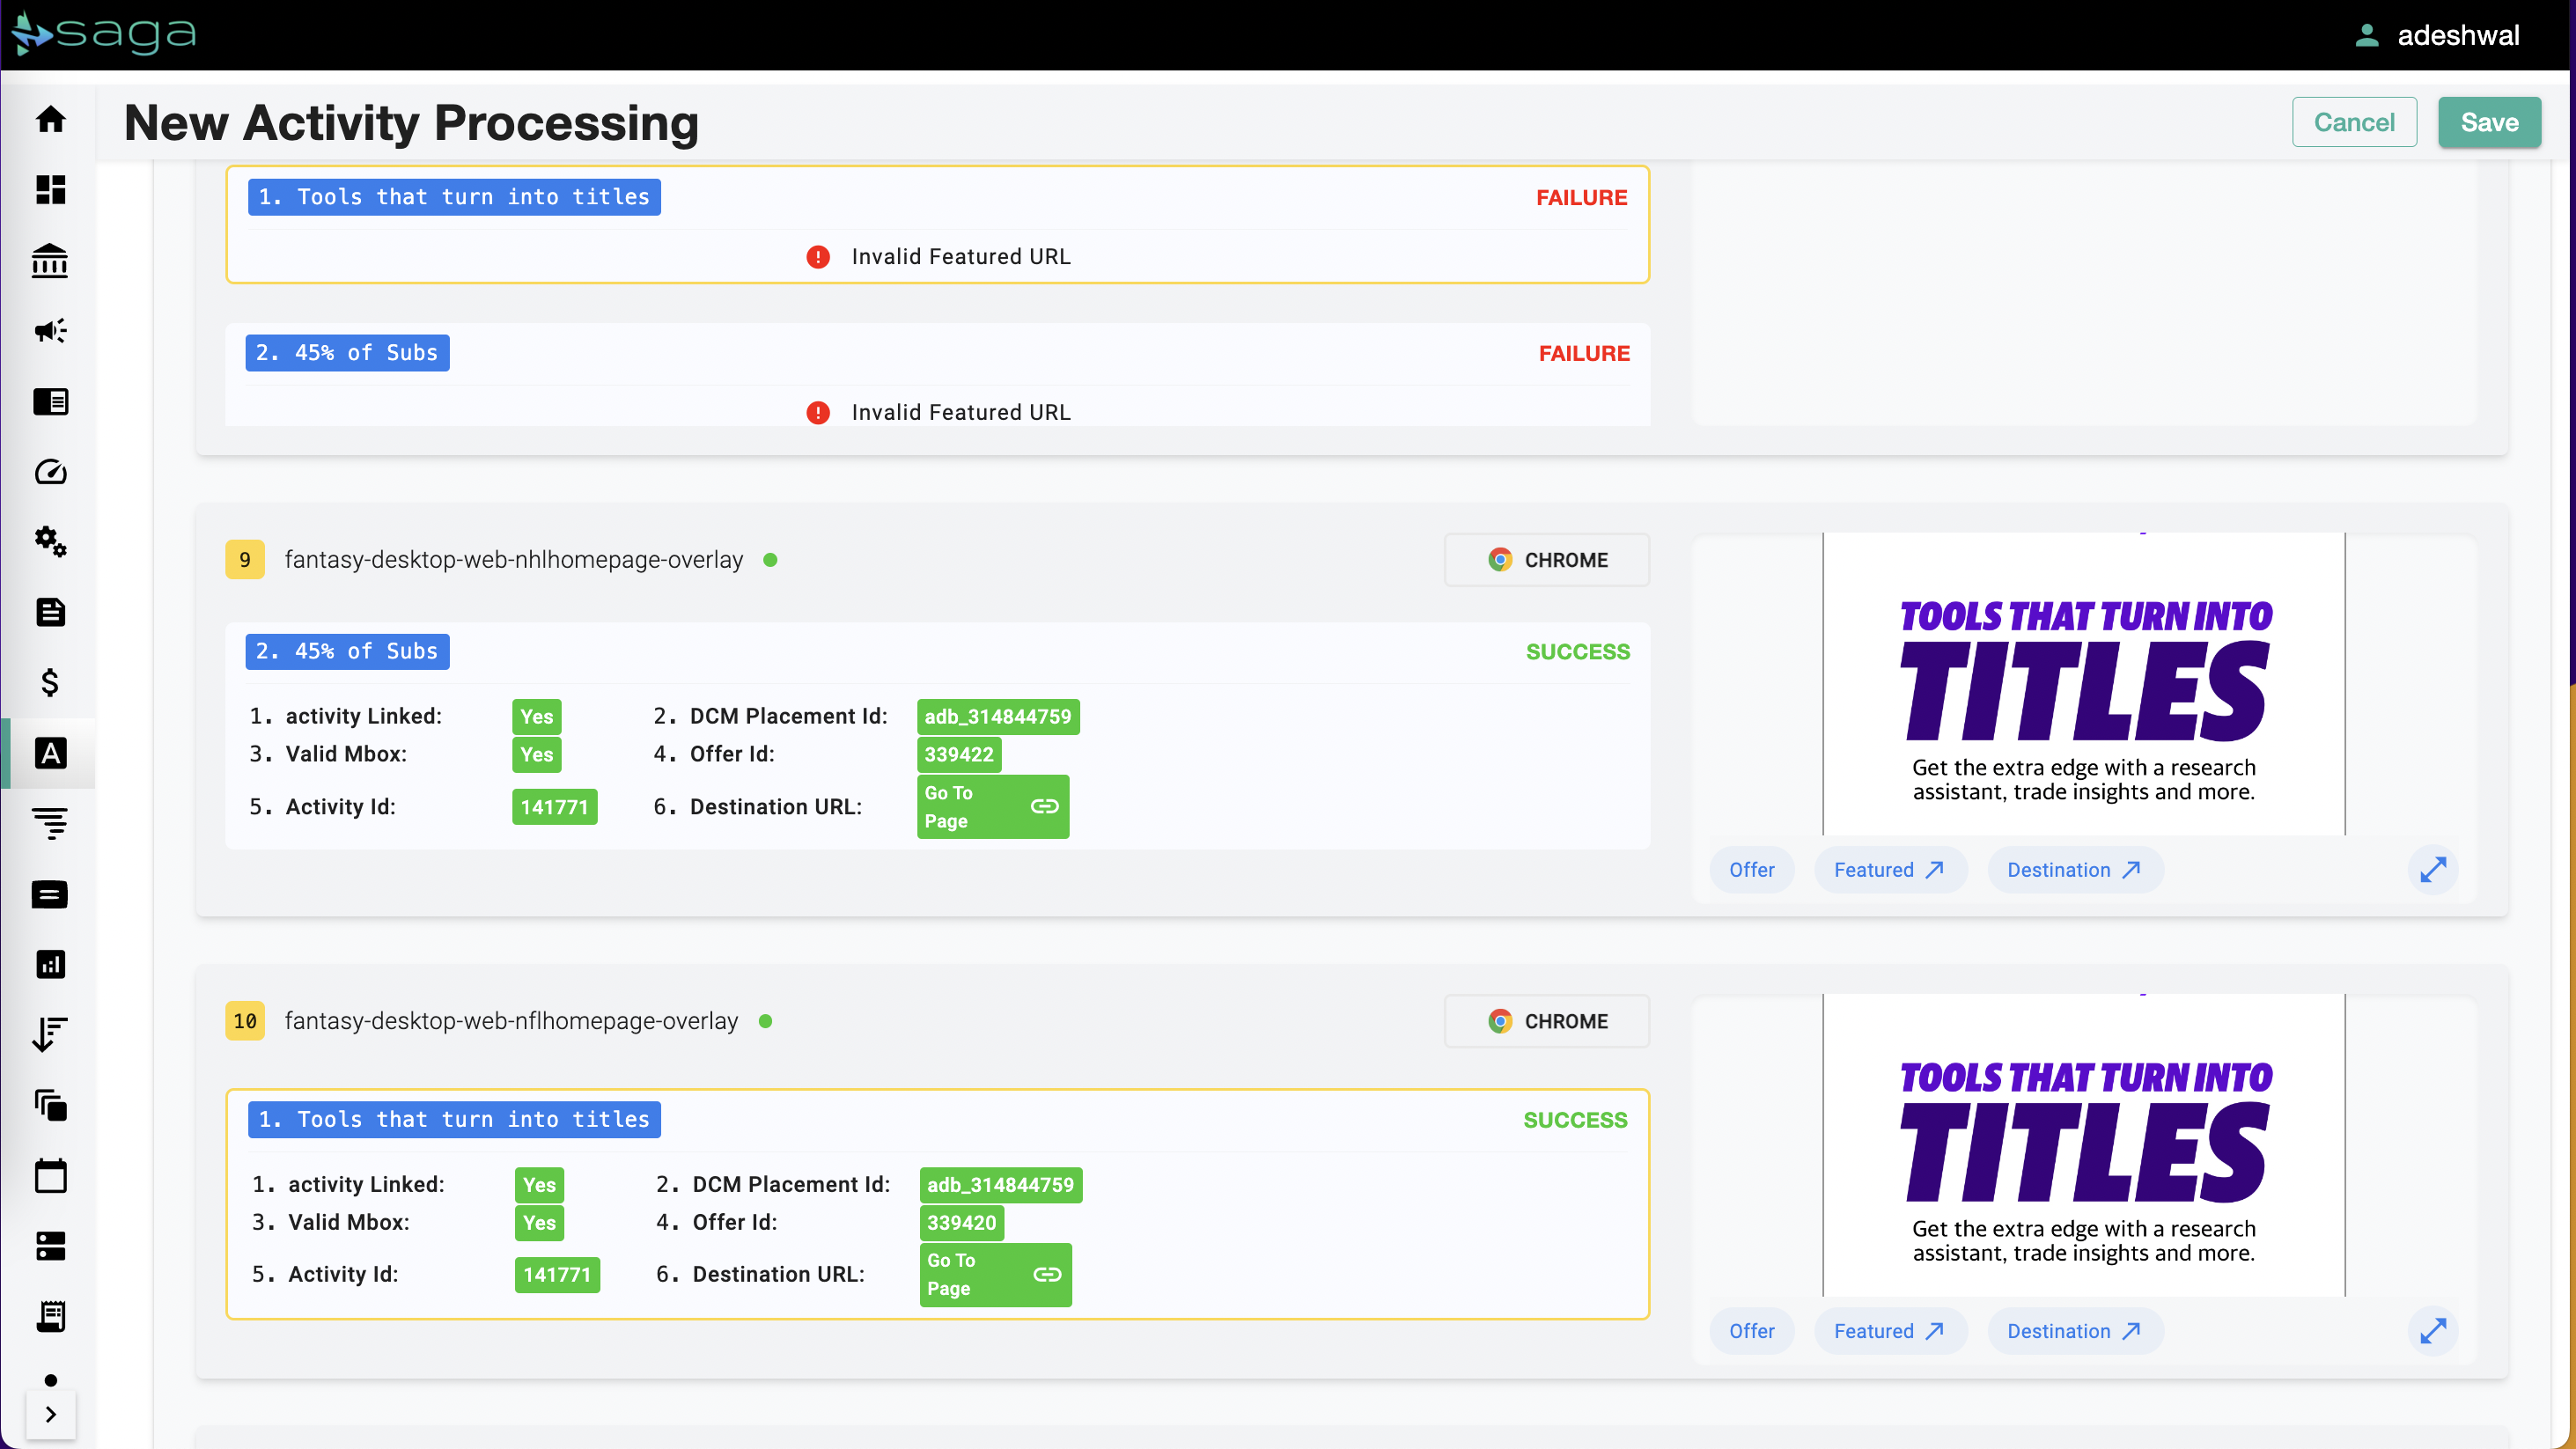 saga
adeshwal
New Activity Processing
Cancel
Save
1. Tools that turn into titles
FAILURE
Invalid Featured URL
2. 45% of Subs
FAILURE
Invalid Featured URL
9
fantasy-desktop-web-nhlhomepage-overlay
CHROME
2. 45% of Subs
SUCCESS
1. activity Linked: Yes 2. DCM Placement Id: adb_314844759
3. Valid Mbox: Yes 4. Offer Id: 339422
5. Activity Id: 141771 6. Destination URL: Go To
Page
TOOLS THAT TURN INTO
TITLES
Get the extra edge with a research
assistant, trade insights and more.
Offer
Featured
Destination
10
fantasy-desktop-web-nflhomepage-overlay
CHROME
1. Tools that turn into titles
SUCCESS
1. activity Linked: Yes 2. DCM Placement Id: adb_314844759
3. Valid Mbox: Yes 4. Offer Id: 339420
5. Activity Id: 141771 6. Destination URL: Go To
Page
TOOLS THAT TURN INTO
TITLES
Get the extra edge with a research
assistant, trade insights and more.
Offer
Featured
Destination